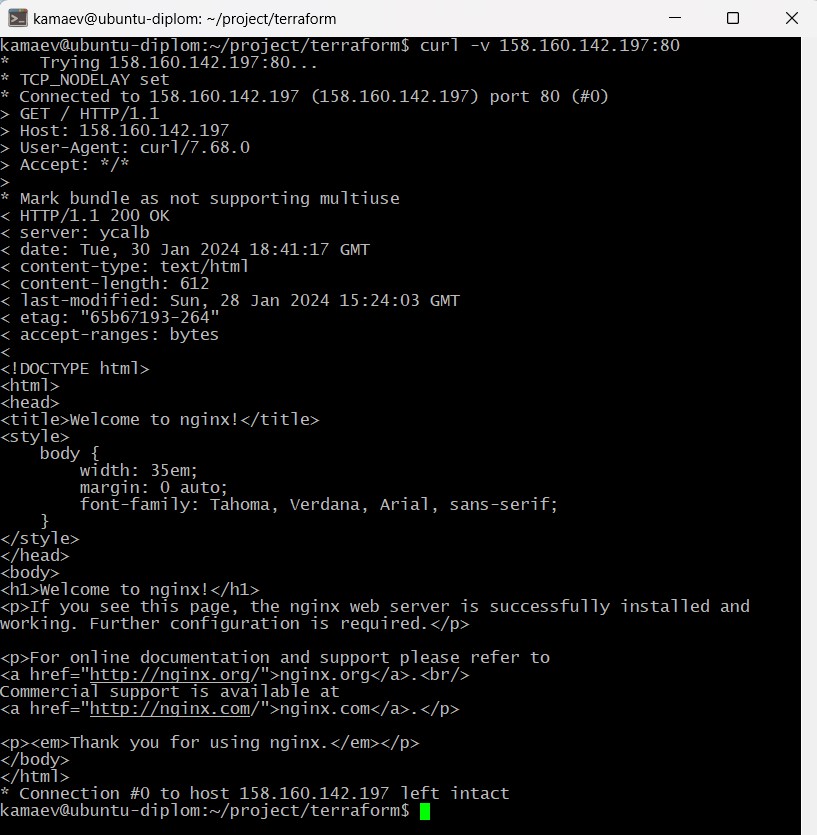 kamaev@ubuntu-diplom: ~/project/terraform
kamaev@ubuntu-diplom:~/project/terraform$ curl -v 158.160.142.197:80
*   Trying 158.160.142.197:80...
* TCP_NODELAY set
* Connected to 158.160.142.197 (158.160.142.197) port 80 (#0)
> GET / HTTP/1.1
> Host: 158.160.142.197
> User-Agent: curl/7.68.0
> Accept: */*
>
* Mark bundle as not supporting multiuse
< HTTP/1.1 200 OK
< server: ycalb
< date: Tue, 30 Jan 2024 18:41:17 GMT
< content-type: text/html
< content-length: 612
< last-modified: Sun, 28 Jan 2024 15:24:03 GMT
< etag: "65b67193-264"
< accept-ranges: bytes
<
<!DOCTYPE html>
<html>
<head>
<title>Welcome to nginx!</title>
<style>
    body {
        width: 35em;
        margin: 0 auto;
        font-family: Tahoma, Verdana, Arial, sans-serif;
    }
</style>
</head>
<body>
<h1>Welcome to nginx!</h1>
<p>If you see this page, the nginx web server is successfully installed and
working. Further configuration is required.</p>

<p>For online documentation and support please refer to
<a href="http://nginx.org/">nginx.org</a>.<br/>
Commercial support is available at
<a href="http://nginx.com/">nginx.com</a>.</p>

<p><em>Thank you for using nginx.</em></p>
</body>
</html>
* Connection #0 to host 158.160.142.197 left intact
kamaev@ubuntu-diplom:~/project/terraform$